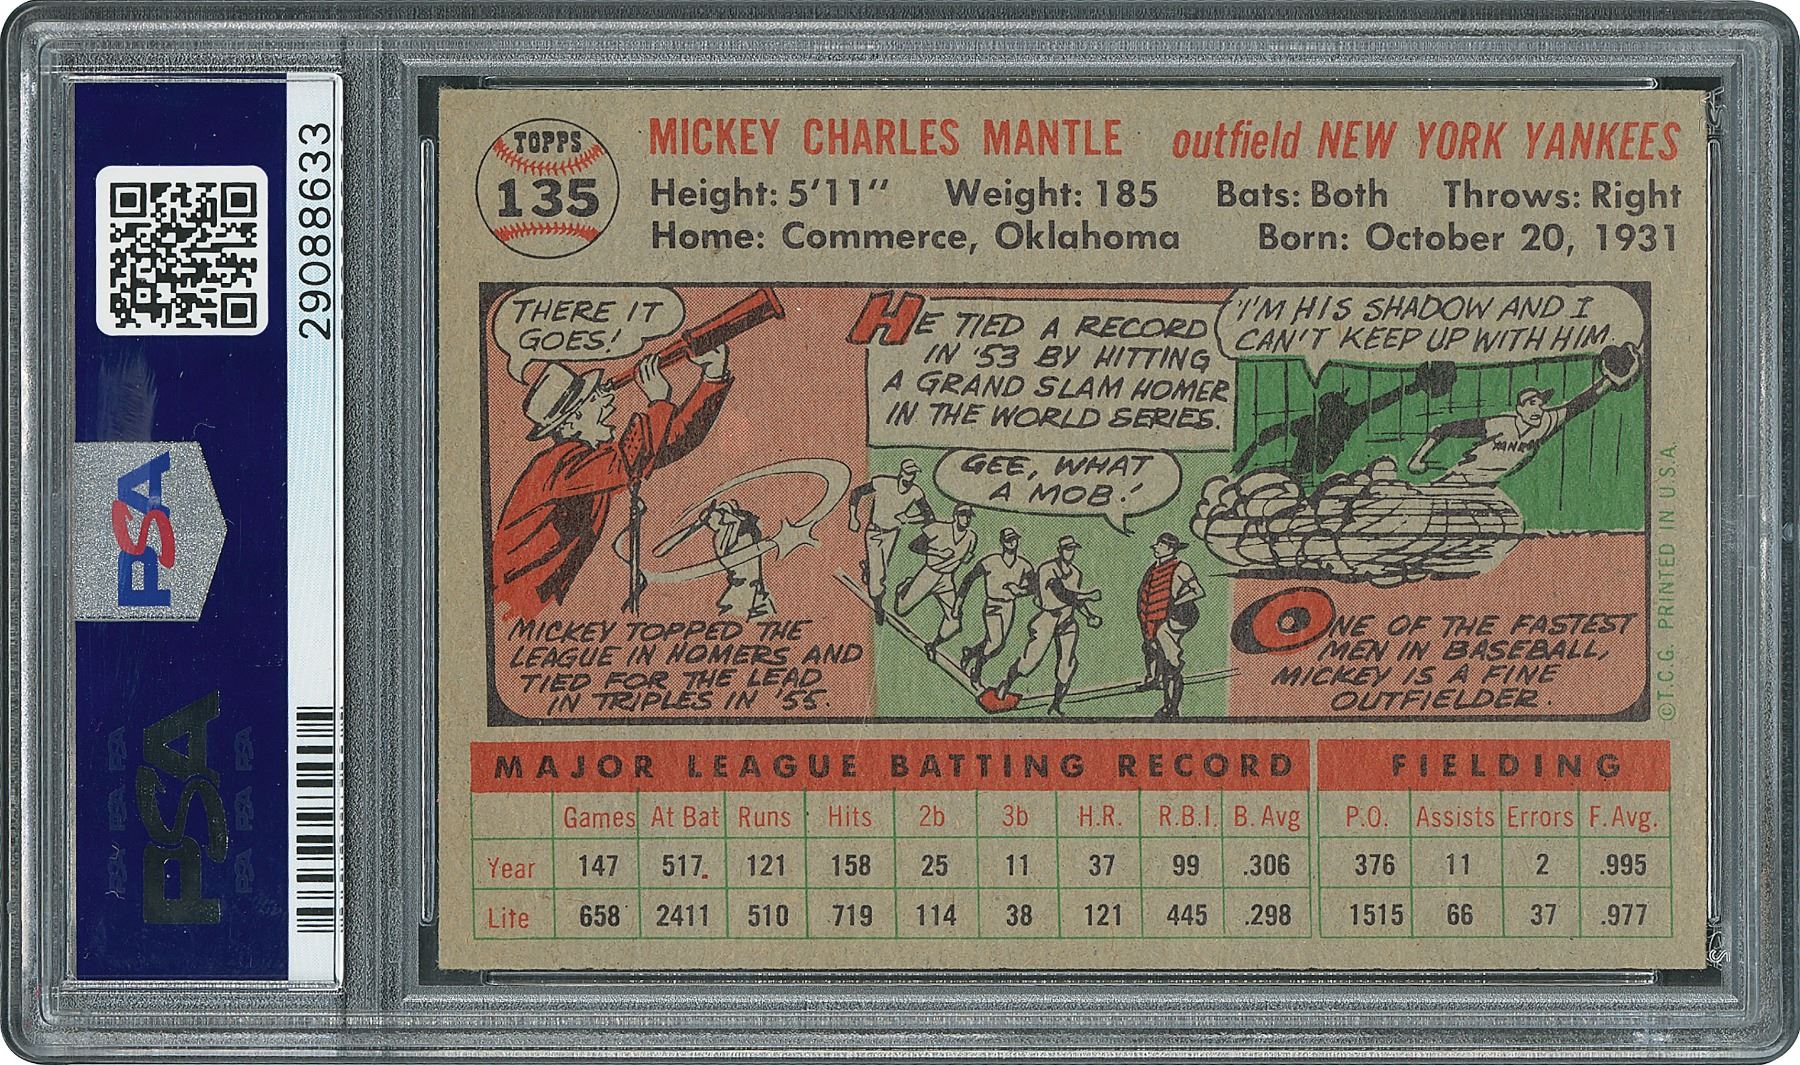 29088633
PSA
PSA
TOPPS
135
MICKEY CHARLES MANTLE outfield NEW YORK YANKEES
Height: 5'11" Weight: 185 Bats: Both Throws: Right
Home: Commerce, Oklahoma Born: October 20, 1931
THERE IT
GOES!
MICKEY TOPPED THE
LEAGUE IN HOMERS AND
TIED FOR THE LEAD
IN TRIPLES IN '55.
HE TIED A RECORD
IN '53 BY HITTING
A GRAND SLAM HOMER
IN THE WORLD SERIES.
GEE, WHAT
A MOB!
I'M HIS SHADOW AND I
CAN'T KEEP UP WITH HIM.
ONE OF THE FASTEST
MEN IN BASEBALL,
MICKEY IS A FINE
OUTFIELDER.
© T.C.G. PRINTED IN U.S.A.
MAJOR LEAGUE BATTING RECORD FIELDING
Games At Bat Runs Hits 2b 3b H.R. R.B.I. B. Avg P.O. Assists Errors F. Avg.
Year 147 517. 121 158 25 11 37 99 .306 376 11 2 .995
Life 658 2411 510 719 114 38 121 445 .298 1515 66 37 .977